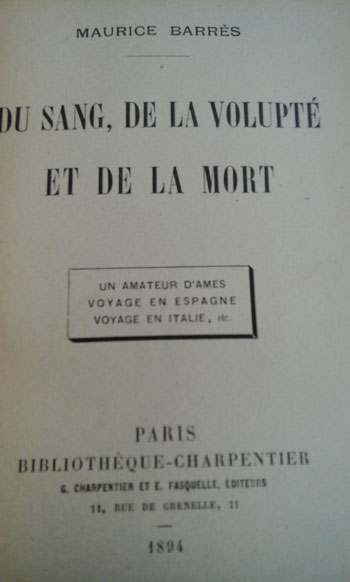 MAURICE BARRÈS
DU SANG, DE LA VOLUPTÉ
ET DE LA MORT
UN AMATEUR D'AMES
VOYAGE EN ESPAGNE
VOYAGE EN ITALIE, etc.
PARIS
BIBLIOTHÈQUE-CHARPENTIER
G. CHARPENTIER ET E. FASQUELLE, ÉDITEURS
11, RUE DE GRENELLE, 11
1894